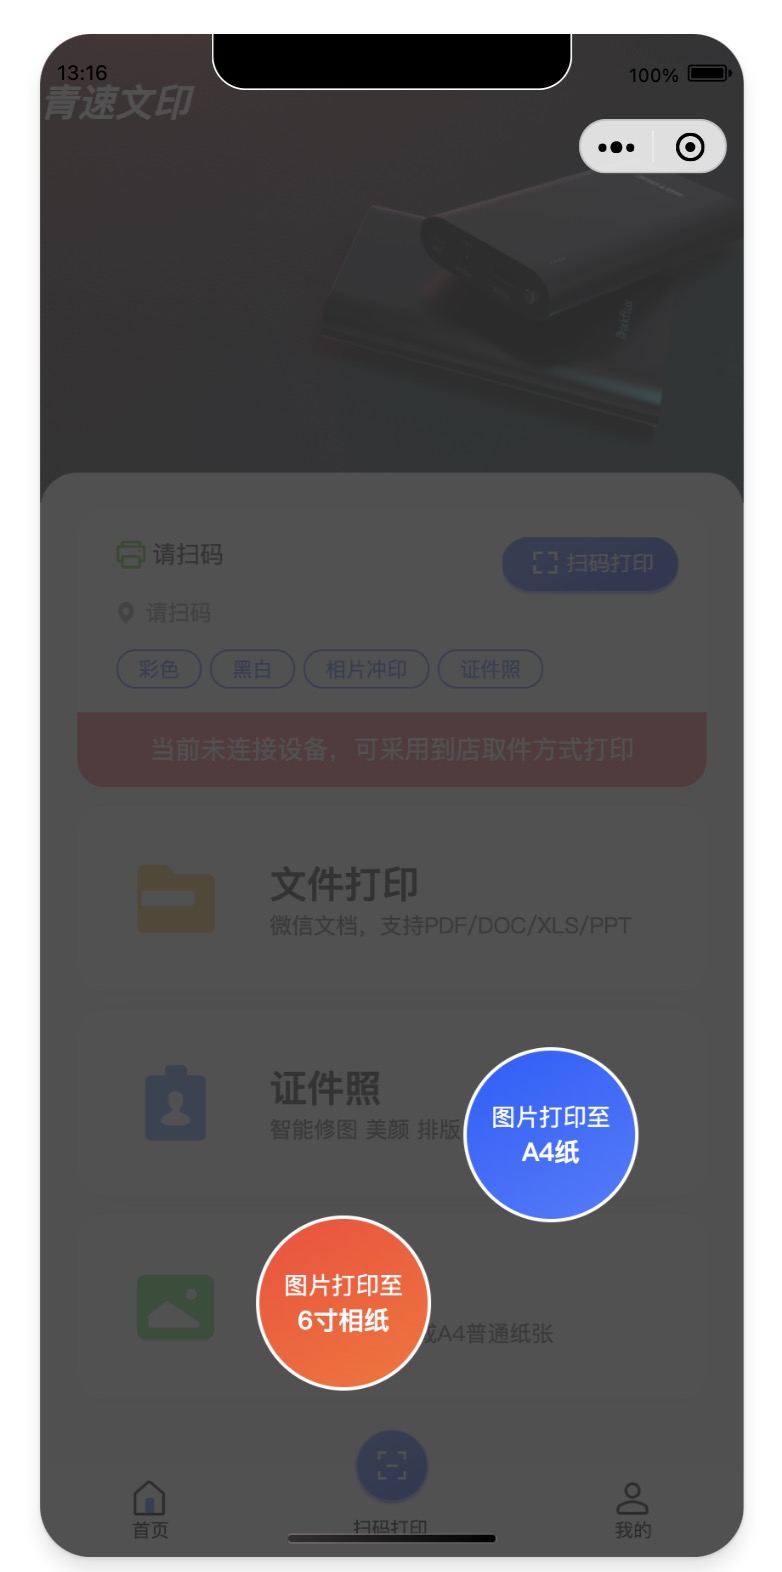 13:16
100%
青速文印
请扫码
扫码打印
请扫码
彩色
黑白
相片冲印
证件照
当前未连接设备，可采用到店取件方式打印
文件打印
微信文档，支持PDF/DOC/XLS/PPT
证件照
智能修图 美颜 排版
图片打印至
A4纸
图片打印至
6寸相纸
或A4普通纸张
首页
扫码打印
我的